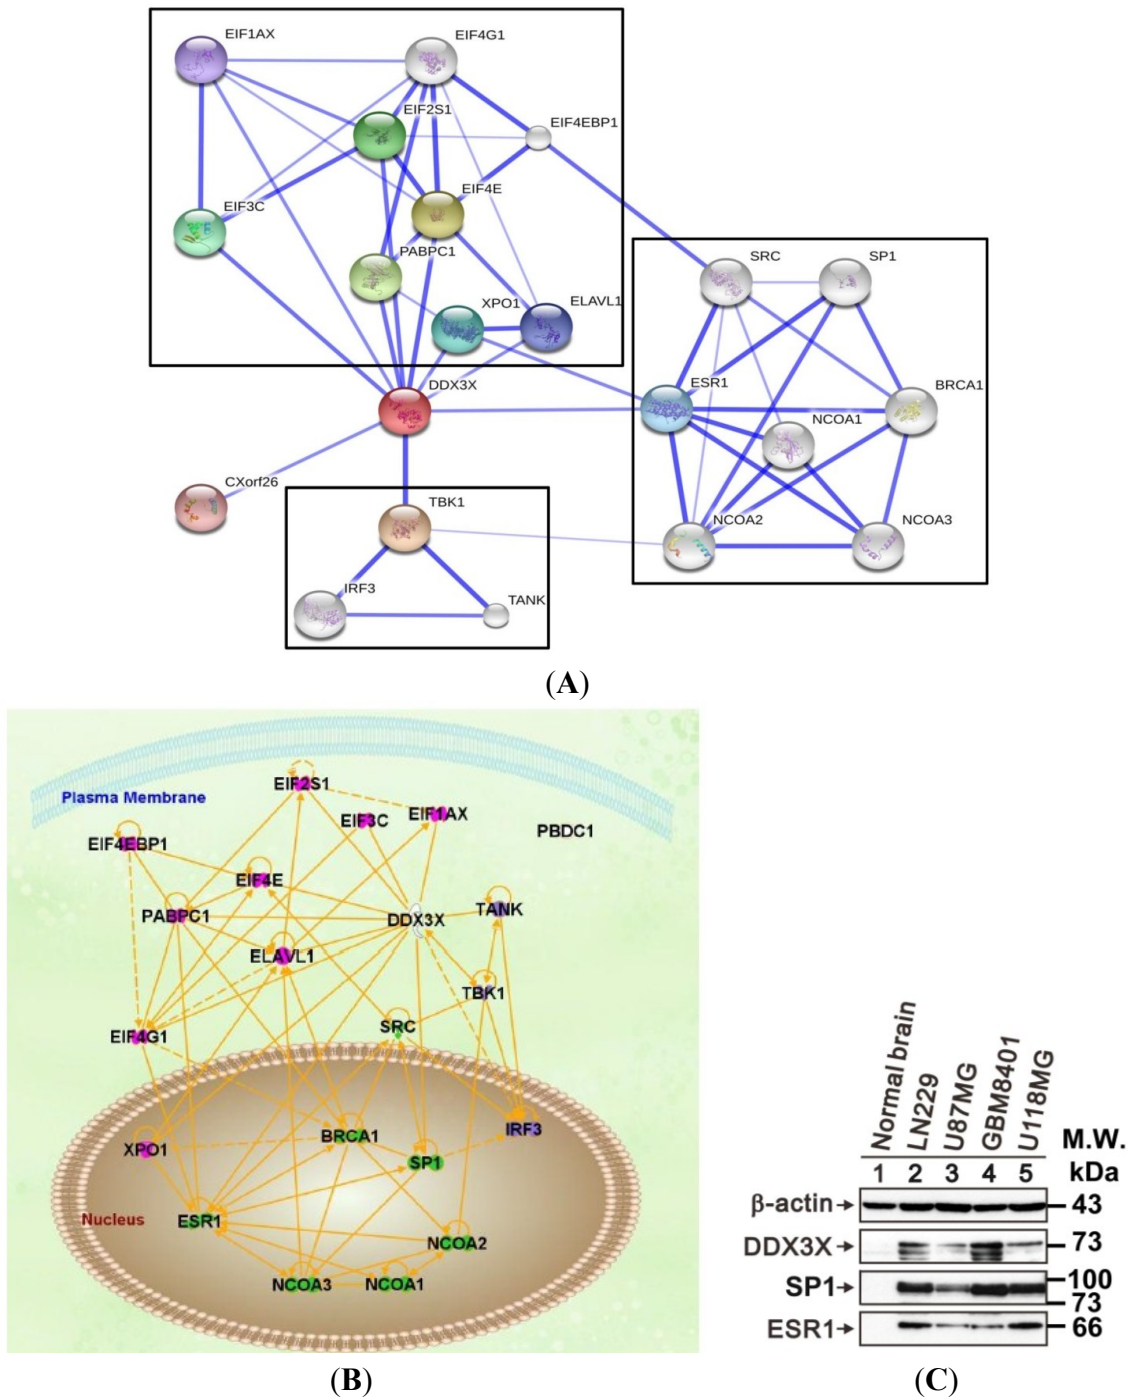 EIF1AX
EIF4G1
EIF2S1
EIF4EBP1
EIF4E
EIF3C
PABPC1
XPO1
ELAVL1
SRC
SP1
DDX3X
ESR1
BRCA1
NCOA1
CXorf26
TBK1
NCOA2
NCOA3
IRF3
TANK
(A)
EIF2S1
Plasma Membrane
EIF3C
EIF1AX
PBDC1
EIF4EBP1
EIF4E
PABPC1
DDX3X
TANK
ELAVL1
TBK1
EIF4G1
SRC
XPO1
BRCA1
IRF3
SP1
Nucleus
ESR1
NCOA2
NCOA3
NCOA1
(B)
Normal brain
LN229
U87MG
GBM8401
U118MG
M.W.
1 2 3 4 5 kDa
β-actin 43
DDX3X 73
SP1 100
73
ESR1 66
(C)